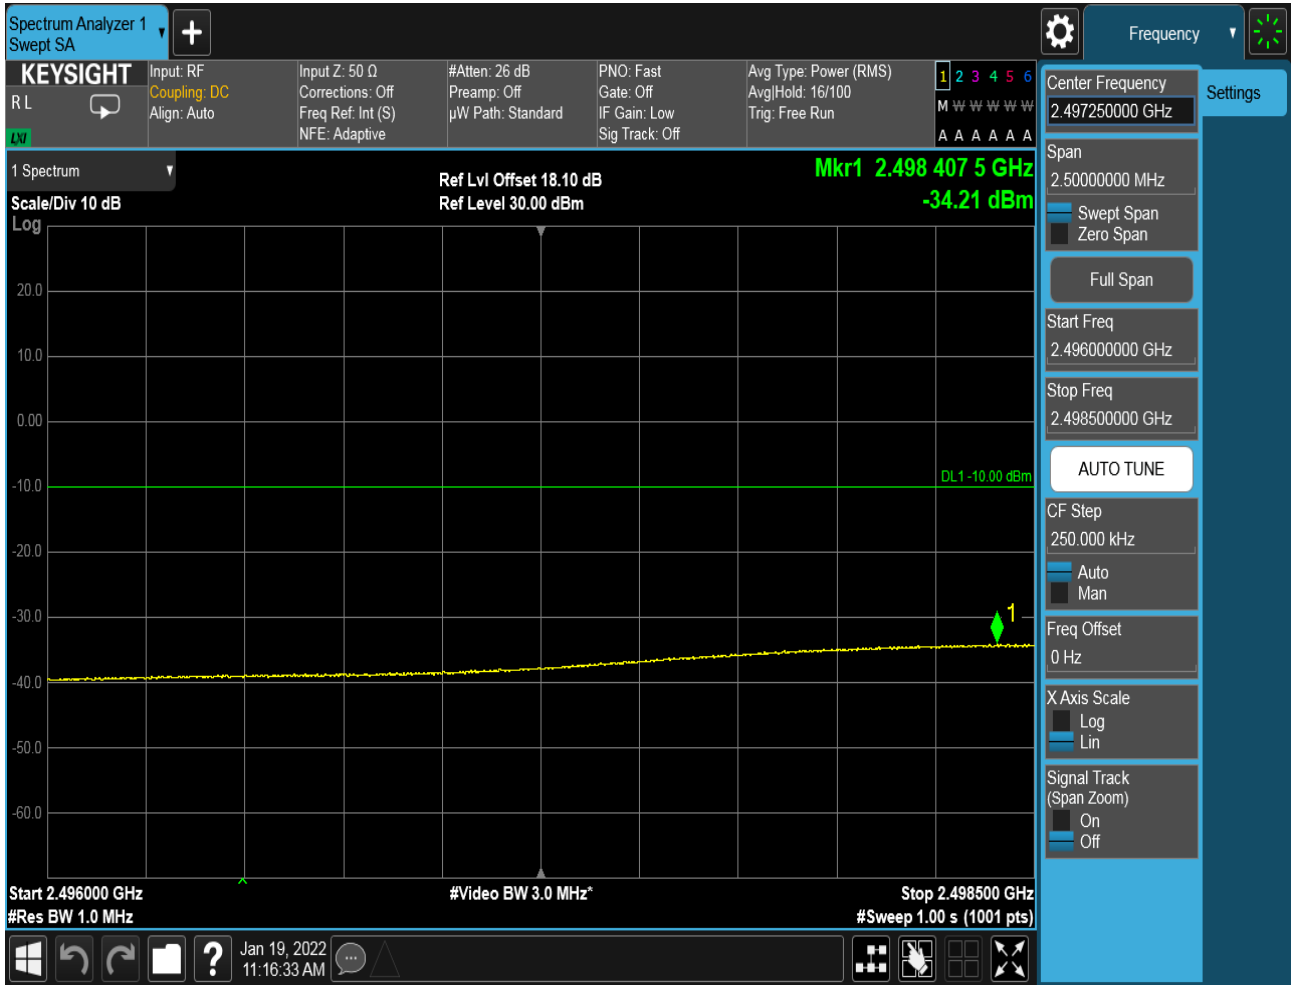 Spectrum Analyzer 1
Swept SA
Frequency
KEYSIGHT
R L
LXI
Input: RF
Coupling: DC
Align: Auto
Input Z: 50 Ω
Corrections: Off
Freq Ref: Int (S)
NFE: Adaptive
#Atten: 26 dB
Preamp: Off
µW Path: Standard
PNO: Fast
Gate: Off
IF Gain: Low
Sig Track: Off
Avg Type: Power (RMS)
Avg|Hold: 16/100
Trig: Free Run
1 2 3 4 5 6
M W W W W W
A A A A A A
1 Spectrum
Scale/Div 10 dB
Log
Ref Lvl Offset 18.10 dB
Ref Level 30.00 dBm
Mkr1 2.498 407 5 GHz
-34.21 dBm
20.0
10.0
0.00
-10.0
-20.0
-30.0
-40.0
-50.0
-60.0
DL1 -10.00 dBm
1
Start 2.496000 GHz
#Video BW 3.0 MHz*
Stop 2.498500 GHz
#Res BW 1.0 MHz
#Sweep 1.00 s (1001 pts)
Jan 19, 2022
11:16:33 AM
Center Frequency
2.497250000 GHz
Settings
Span
2.50000000 MHz
Swept Span
Zero Span
Full Span
Start Freq
2.496000000 GHz
Stop Freq
2.498500000 GHz
AUTO TUNE
CF Step
250.000 kHz
Auto
Man
Freq Offset
0 Hz
X Axis Scale
Log
Lin
Signal Track
(Span Zoom)
On
Off